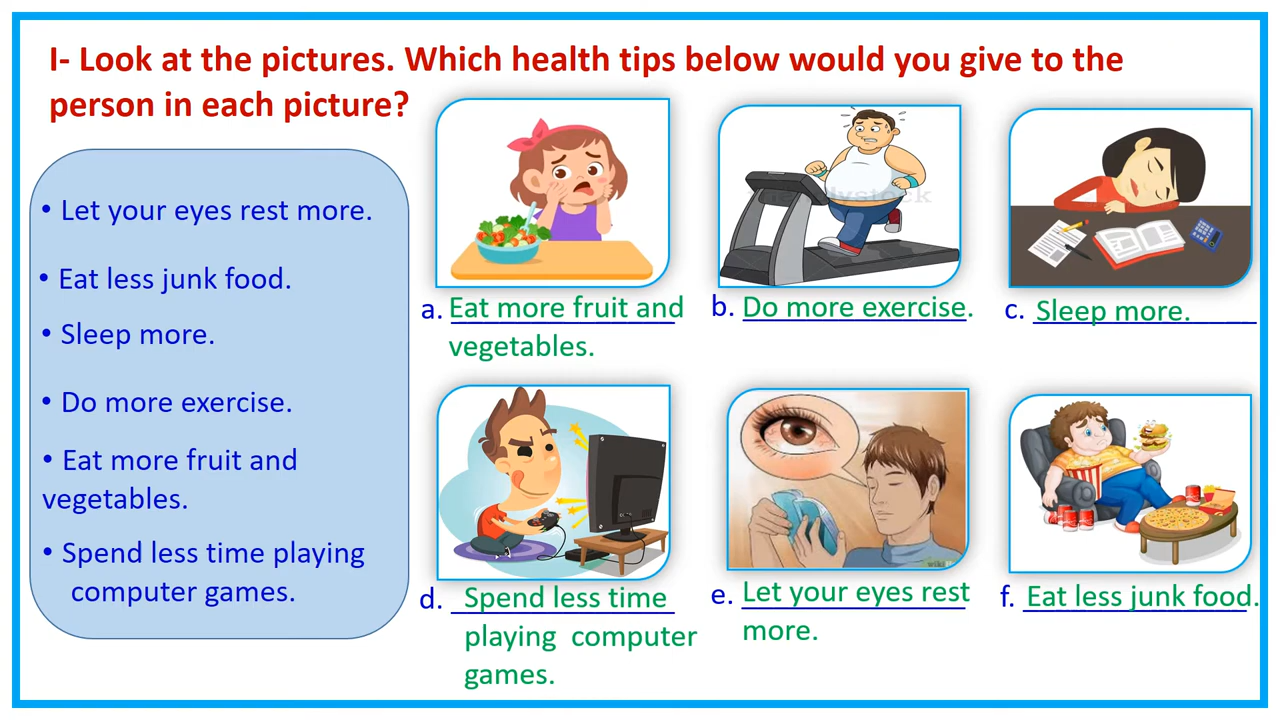 I- Look at the pictures. Which health tips below would you give to the
person in each picture?
• Let your eyes rest more.
• Eat less junk food.
• Sleep more.
• Do more exercise.
• Eat more fruit and
vegetables.
• Spend less time playing
computer games.
a. Eat more fruit and
vegetables.
b. Do more exercise.
c. Sleep more.
d. Spend less time
playing computer
games.
e. Let your eyes rest
more.
f. Eat less junk food.